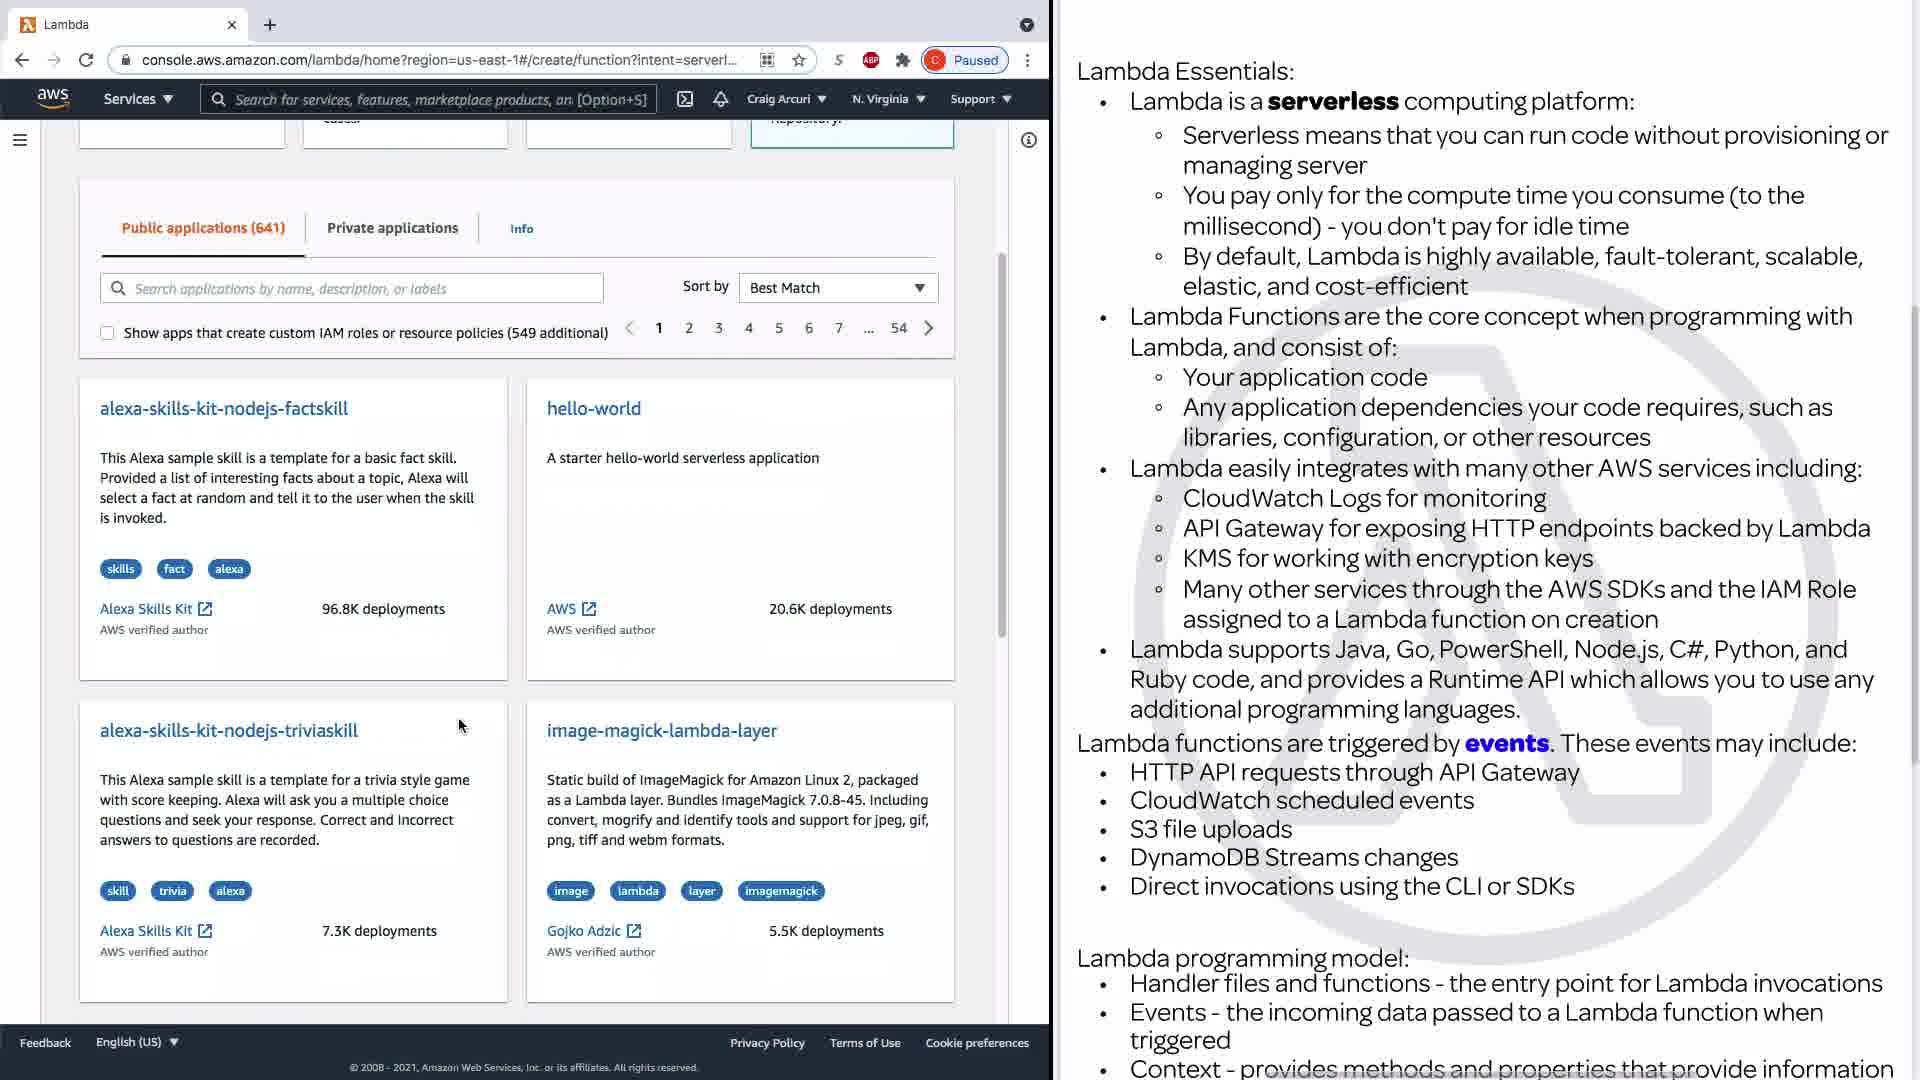 Lambda
console.aws.amazon.com/lambda/home?region=us-east-1#/create/function?intent=serverl...
ABP
C Paused
aws
Services
Search for services, features, marketplace products, an [Option+S]
Craig Arcuri
N. Virginia
Support
Public applications (641)
Private applications
Info
Search applications by name, description, or labels
Sort by
Best Match
Show apps that create custom IAM roles or resource policies (549 additional)
1 2 3 4 5 6 7 ... 54
alexa-skills-kit-nodejs-factskill
This Alexa sample skill is a template for a basic fact skill.
Provided a list of interesting facts about a topic, Alexa will
select a fact at random and tell it to the user when the skill
is invoked.
skills fact alexa
Alexa Skills Kit
96.8K deployments
AWS verified author
hello-world
A starter hello-world serverless application
AWS
20.6K deployments
AWS verified author
alexa-skills-kit-nodejs-triviaskill
This Alexa sample skill is a template for a trivia style game
with score keeping. Alexa will ask you a multiple choice
questions and seek your response. Correct and Incorrect
answers to questions are recorded.
skill trivia alexa
Alexa Skills Kit
7.3K deployments
AWS verified author
image-magick-lambda-layer
Static build of ImageMagick for Amazon Linux 2, packaged
as a Lambda layer. Bundles ImageMagick 7.0.8-45. Including
convert, mogrify and identify tools and support for jpeg, gif,
png, tiff and webm formats.
image lambda layer imagemagick
Gojko Adzic
5.5K deployments
AWS verified author
Feedback
English (US)
Privacy Policy
Terms of Use
Cookie preferences
© 2008 - 2021, Amazon Web Services, Inc. or its affiliates. All rights reserved.
Lambda Essentials:
• Lambda is a serverless computing platform:
◦ Serverless means that you can run code without provisioning or
managing server
◦ You pay only for the compute time you consume (to the
millisecond) - you don't pay for idle time
◦ By default, Lambda is highly available, fault-tolerant, scalable,
elastic, and cost-efficient
• Lambda Functions are the core concept when programming with
Lambda, and consist of:
◦ Your application code
◦ Any application dependencies your code requires, such as
libraries, configuration, or other resources
• Lambda easily integrates with many other AWS services including:
◦ CloudWatch Logs for monitoring
◦ API Gateway for exposing HTTP endpoints backed by Lambda
◦ KMS for working with encryption keys
◦ Many other services through the AWS SDKs and the IAM Role
assigned to a Lambda function on creation
• Lambda supports Java, Go, PowerShell, Node.js, C#, Python, and
Ruby code, and provides a Runtime API which allows you to use any
additional programming languages.
Lambda functions are triggered by events. These events may include:
• HTTP API requests through API Gateway
• CloudWatch scheduled events
• S3 file uploads
• DynamoDB Streams changes
• Direct invocations using the CLI or SDKs
Lambda programming model:
• Handler files and functions - the entry point for Lambda invocations
• Events - the incoming data passed to a Lambda function when
triggered
• Context - provides methods and properties that provide information